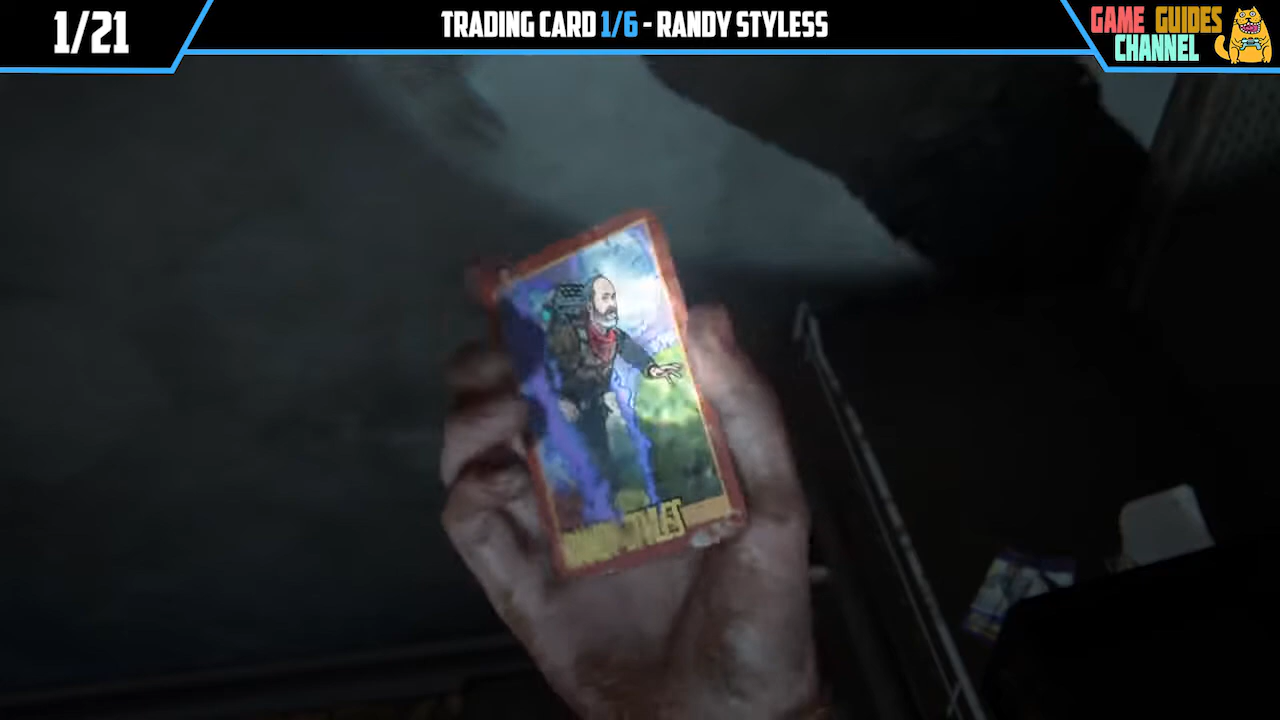 1/21
TRADING CARD 1/6 - RANDY STYLESS
GAME GUIDES
CHANNEL